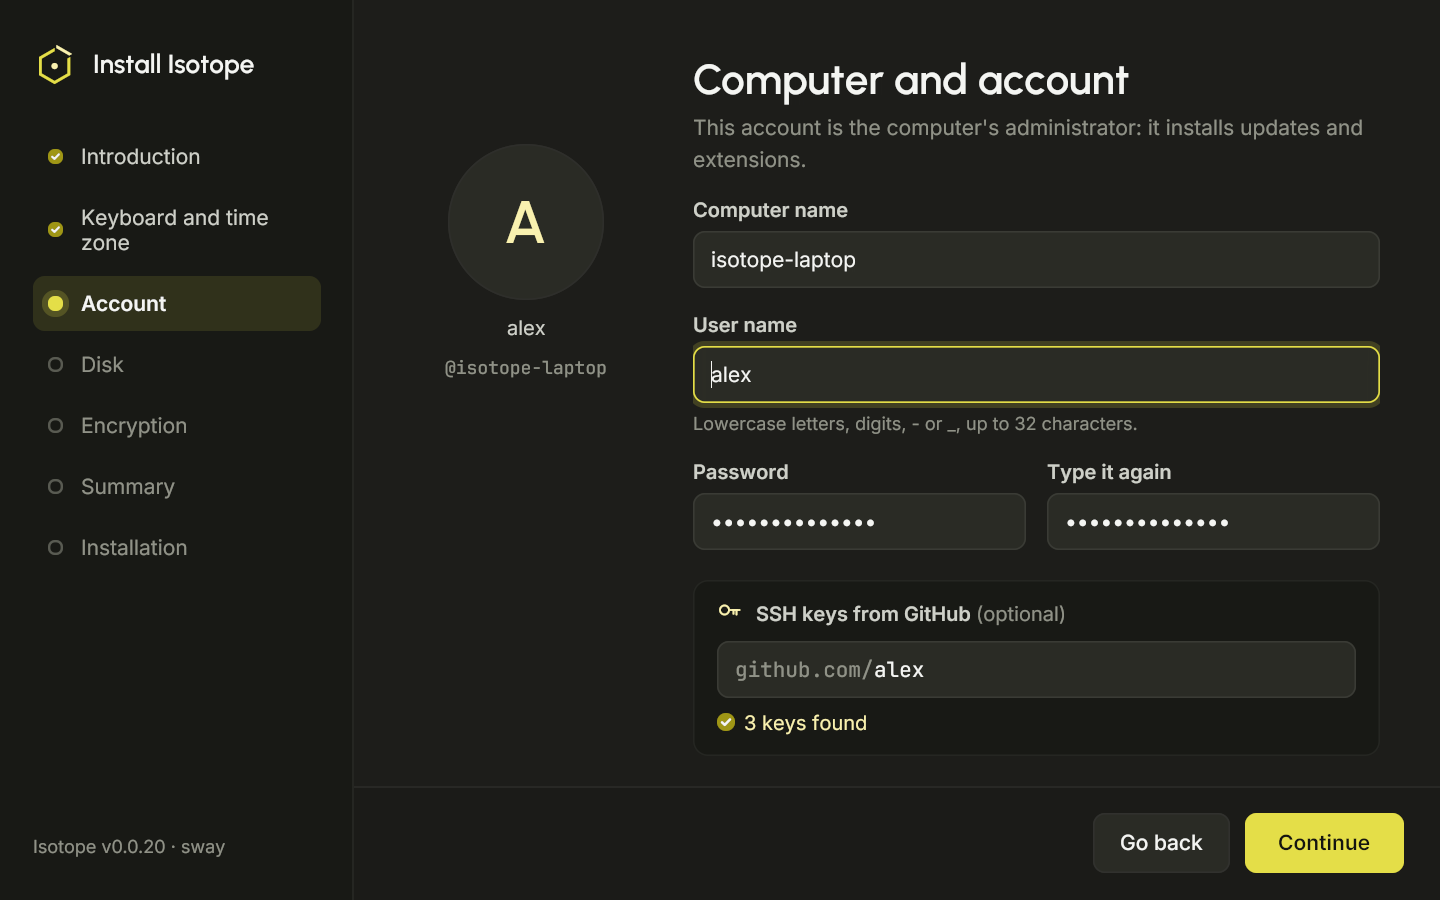 Install Isotope
Introduction
Keyboard and time
zone
Account
Disk
Encryption
Summary
Installation
Isotope v0.0.20 · sway
A
alex
@isotope-laptop
Computer and account
This account is the computer's administrator: it installs updates and
extensions.
Computer name
isotope-laptop
User name
alex
Lowercase letters, digits, - or _, up to 32 characters.
Password
Type it again
••••••••••••••
••••••••••••••
SSH keys from GitHub (optional)
github.com/alex
3 keys found
Go back
Continue